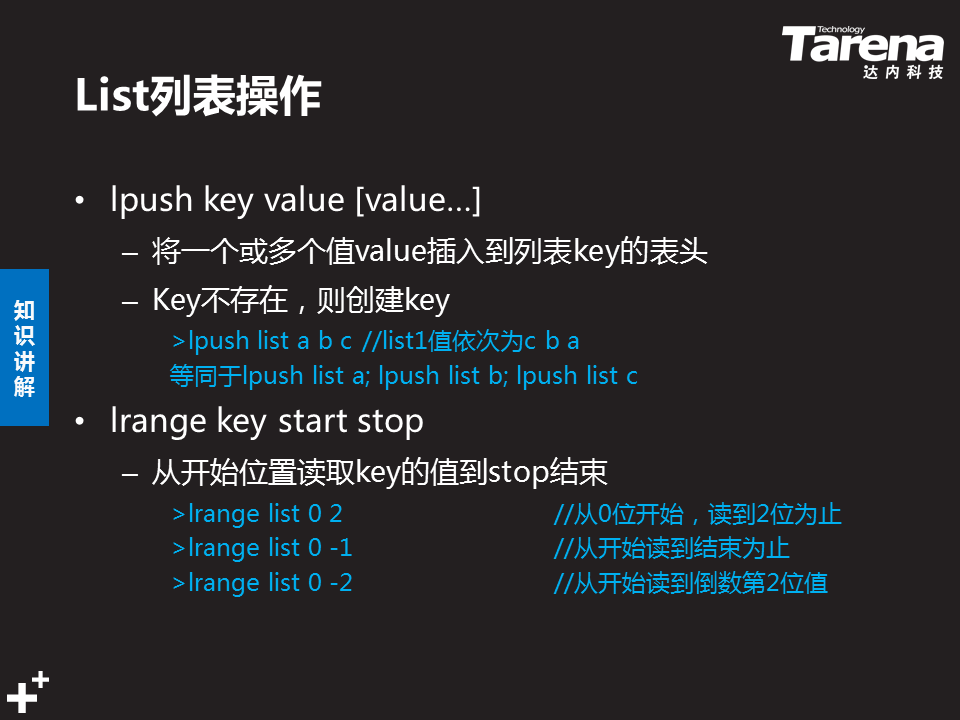 Technology
Tarena
达内科技
List列表操作
• lpush key value [value…]
– 将一个或多个值value插入到列表key的表头
– Key不存在，则创建key
>lpush list a b c //list1值依次为c b a
等同于lpush list a; lpush list b; lpush list c
知识讲解
• lrange key start stop
– 从开始位置读取key的值到stop结束
>lrange list 0 2 //从0位开始，读到2位为止
>lrange list 0 -1 //从开始读到结束为止
>lrange list 0 -2 //从开始读到倒数第2位值